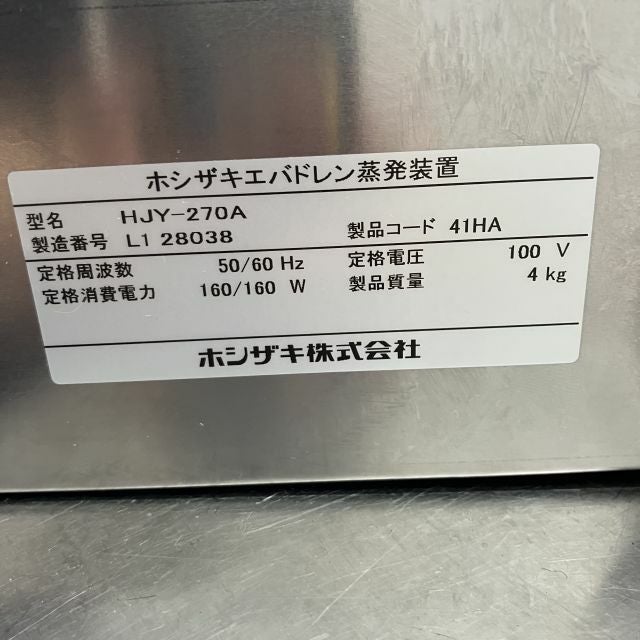 ホシザキエバドレン蒸発装置
型名 HJY-270A
製造番号 L1 28038 製品コード 41HA
定格周波数 50/60 Hz 定格電圧 100 V
定格消費電力 160/160 W 製品質量 4 kg
ホシザキ株式会社